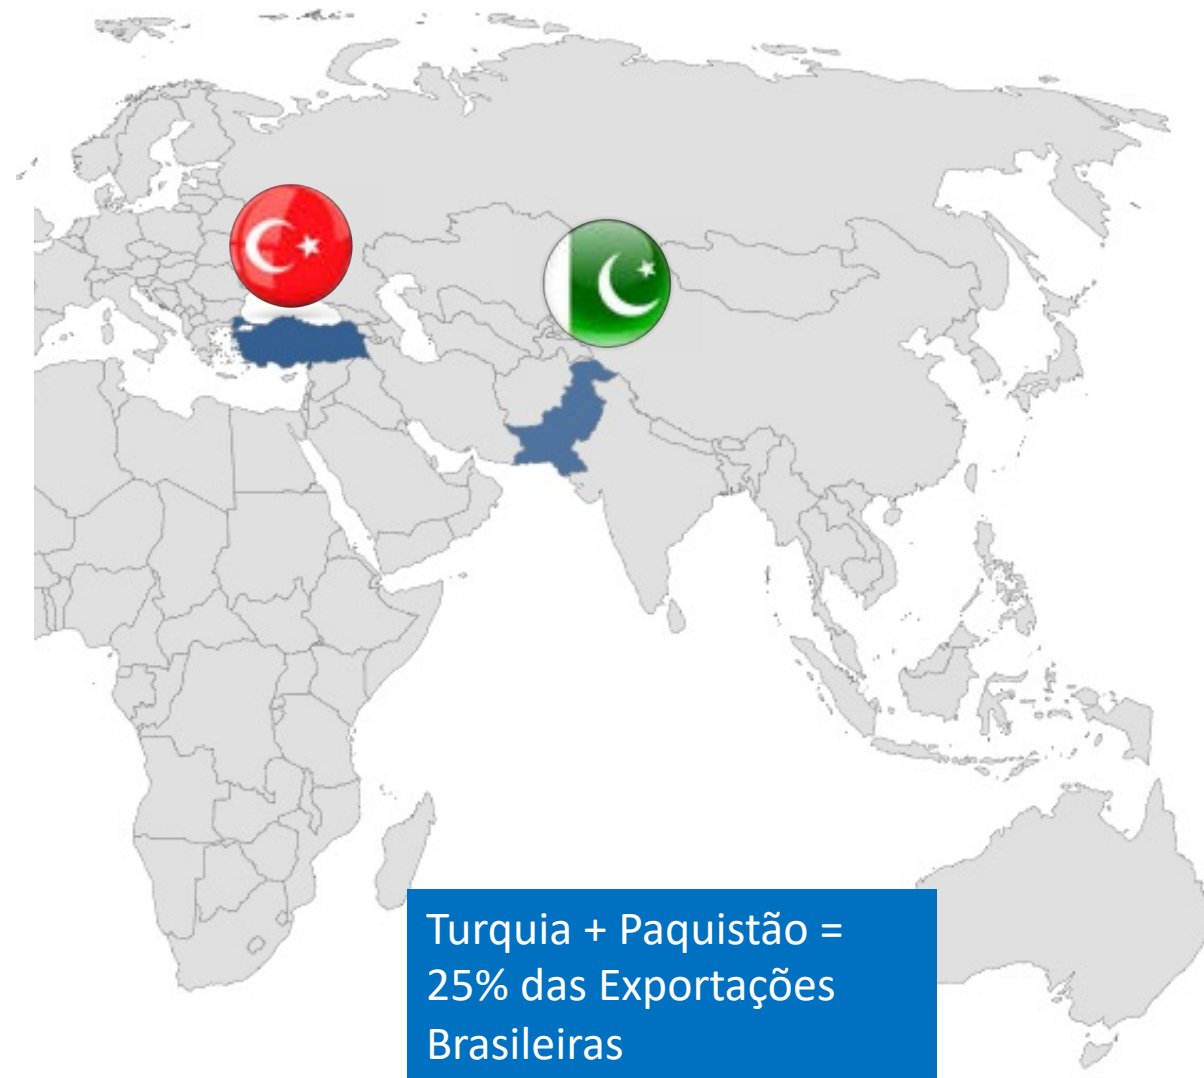 Turquia + Paquistão =
25% das Exportações
Brasileiras